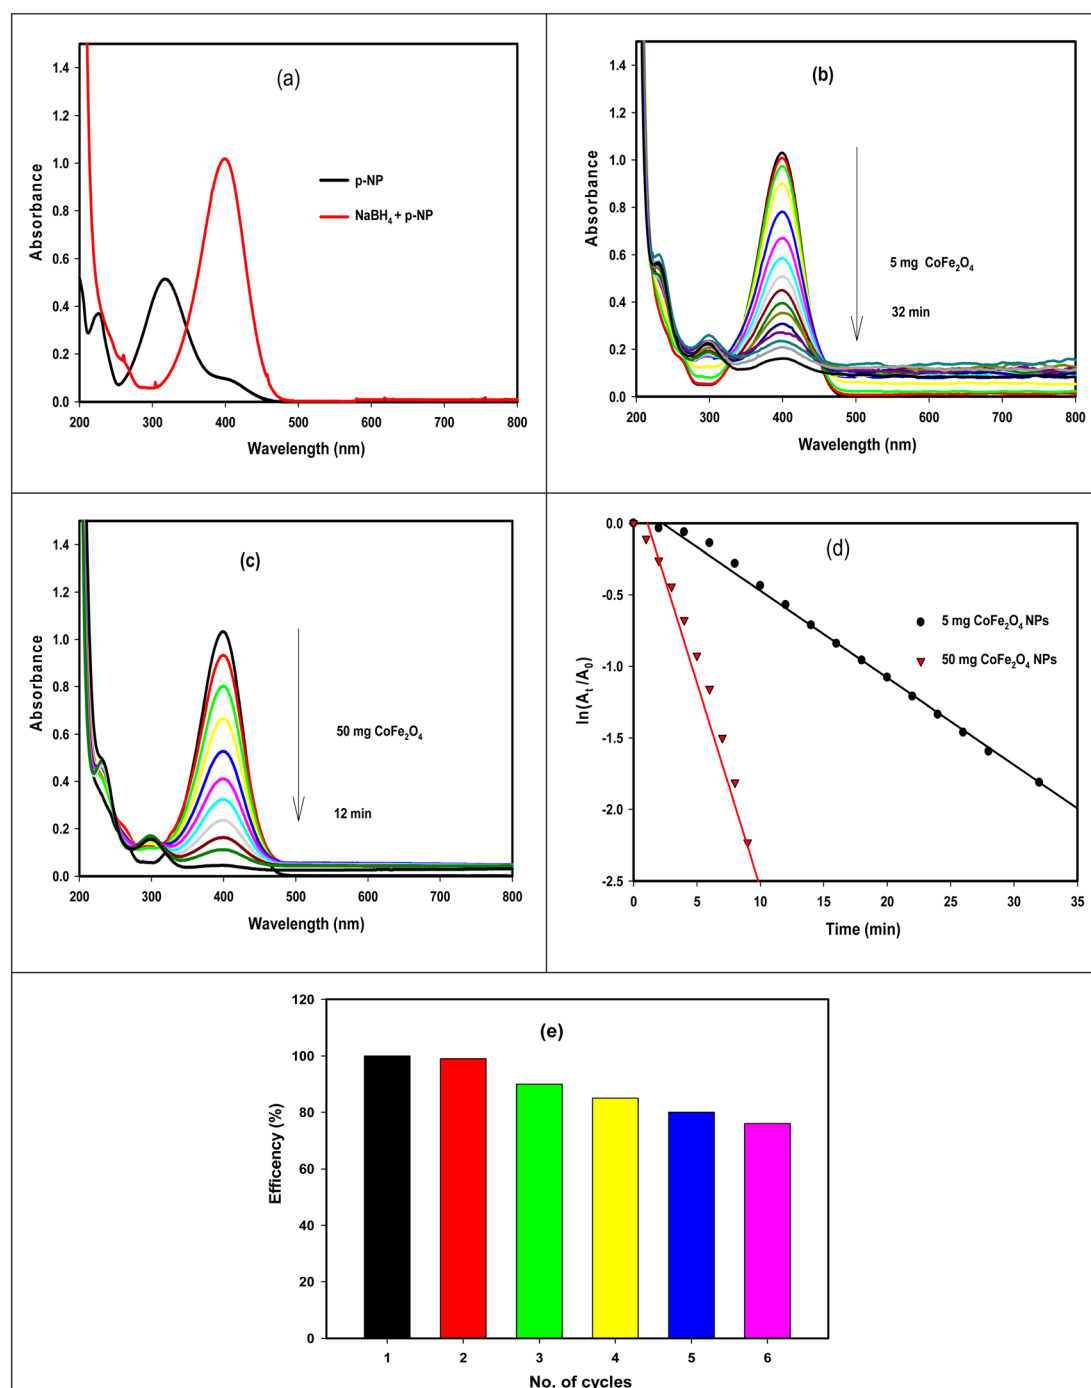 (a)
Absorbance
1.4
1.2
1.0
0.8
0.6
0.4
0.2
0.0
p-NP
NaBH₄ + p-NP
200 300 400 500 600 700 800
Wavelength (nm)
(b)
Absorbance
1.4
1.2
1.0
0.8
0.6
0.4
0.2
0.0
5 mg CoFe₂O₄
32 min
200 300 400 500 600 700 800
Wavelength (nm)
(c)
Absorbance
1.4
1.2
1.0
0.8
0.6
0.4
0.2
0.0
50 mg CoFe₂O₄
12 min
200 300 400 500 600 700 800
Wavelength (nm)
(d)
ln(Aₜ /A₀)
0.0
-0.5
-1.0
-1.5
-2.0
-2.5
5 mg CoFe₂O₄ NPs
50 mg CoFe₂O₄ NPs
0 5 10 15 20 25 30 35
Time (min)
(e)
Efficency (%)
120
100
80
60
40
20
0
1 2 3 4 5 6
No. of cycles